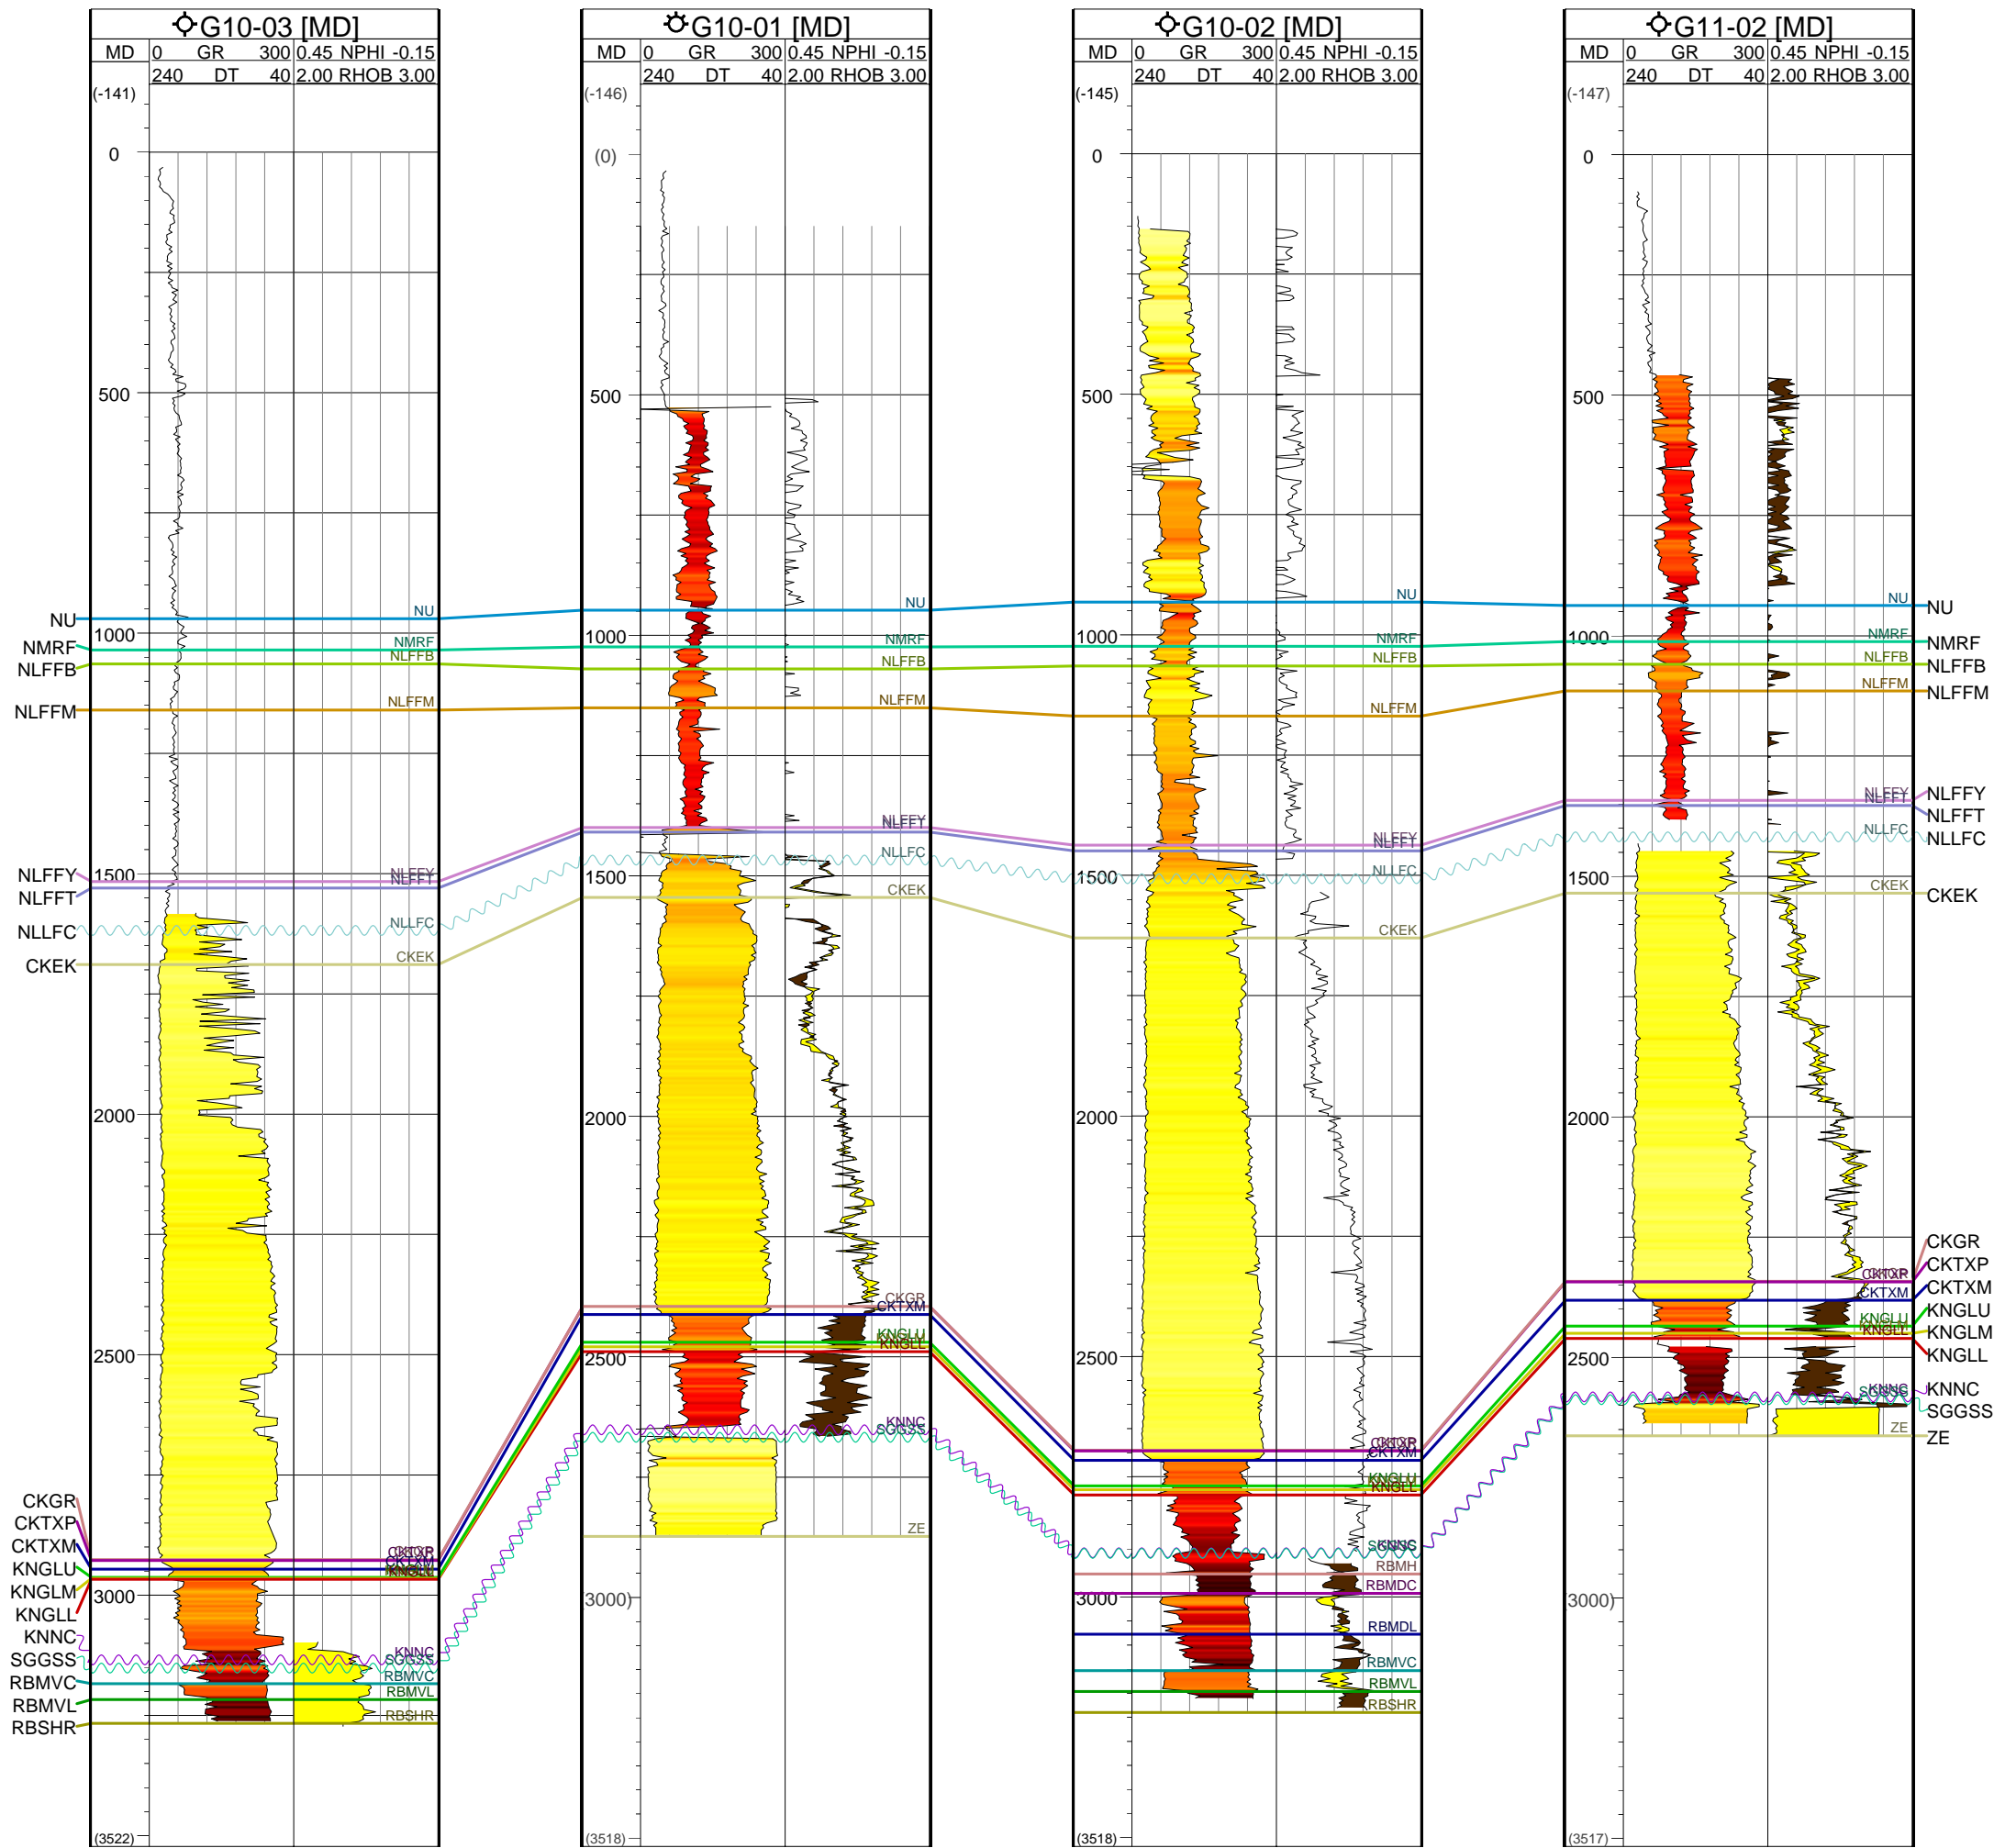 G10-03 [MD]
MD 0 GR 300 0.45 NPHI -0.15
240 DT 40 2.00 RHOB 3.00
(-141)
0
500
1000
1500
2000
2500
3000
(3522)
NU
NMRF
NLFFB
NLFFM
NLFFY
NLFFT
NLLFC
CKEK
CKGR
CKTXP
CKTXM
KNGLU
KNGLM
KNGLL
KNNC
SGGSS
RBMVC
RBMVL
RBSHR
NU
NMRF
NLFFB
NLFFM
NLFFY
NLFFT
NLLFC
CKEK
CKTXM
KNGLL
KNNC
SGGSS
RBMVC
RBMVL
RBSHR
G10-01 [MD]
MD 0 GR 300 0.45 NPHI -0.15
240 DT 40 2.00 RHOB 3.00
(-146)
(0)
500
1000
1500
2000
2500
3000)
(3518)
NU
NMRF
NLFFB
NLFFM
NLFFY
NLFFT
NLLFC
CKEK
CKGR
CKTXM
KNGLU
KNGLL
KNNC
SGGSS
ZE
G10-02 [MD]
MD 0 GR 300 0.45 NPHI -0.15
240 DT 40 2.00 RHOB 3.00
(-145)
0
500
1000
1500
2000
2500
3000
(3518)
NU
NMRF
NLFFB
NLFFM
NLFFY
NLFFT
NLLFC
CKEK
CKTXM
KNGLU
KNGLL
RBMH
RBMDC
RBMDL
RBMVC
RBMVL
RBSHR
G11-02 [MD]
MD 0 GR 300 0.45 NPHI -0.15
240 DT 40 2.00 RHOB 3.00
(-147)
0
500
1000
1500
2000
2500
(3000)
(3517)
NU
NMRF
NLFFB
NLFFM
NLFFY
NLFFT
NLLFC
CKEK
CKTXP
CKTXM
KNGLU
KNGLL
KNNC
SGGSS
ZE
NU
NMRF
NLFFB
NLFFM
NLFFY
NLFFT
NLLFC
CKEK
CKGR
CKTXP
CKTXM
KNGLU
KNGLM
KNGLL
KNNC
SGGSS
ZE